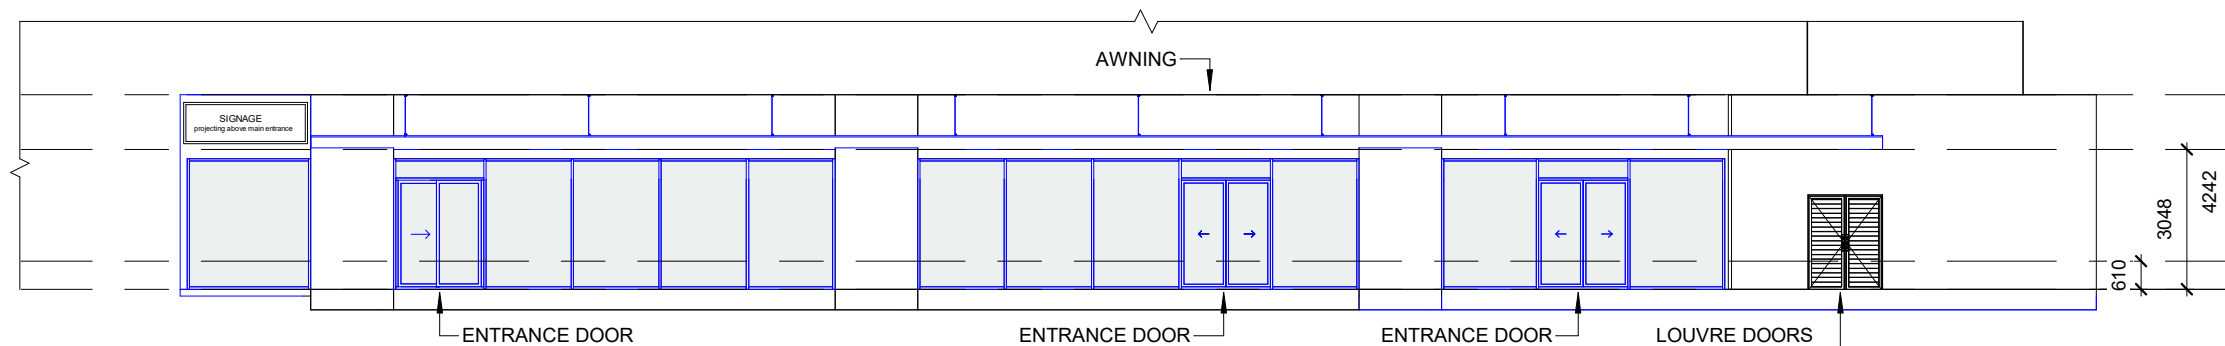 AWNING
SIGNAGE
projecting above main entrance
3048
4242
610
ENTRANCE DOOR
ENTRANCE DOOR
ENTRANCE DOOR
LOUVRE DOORS